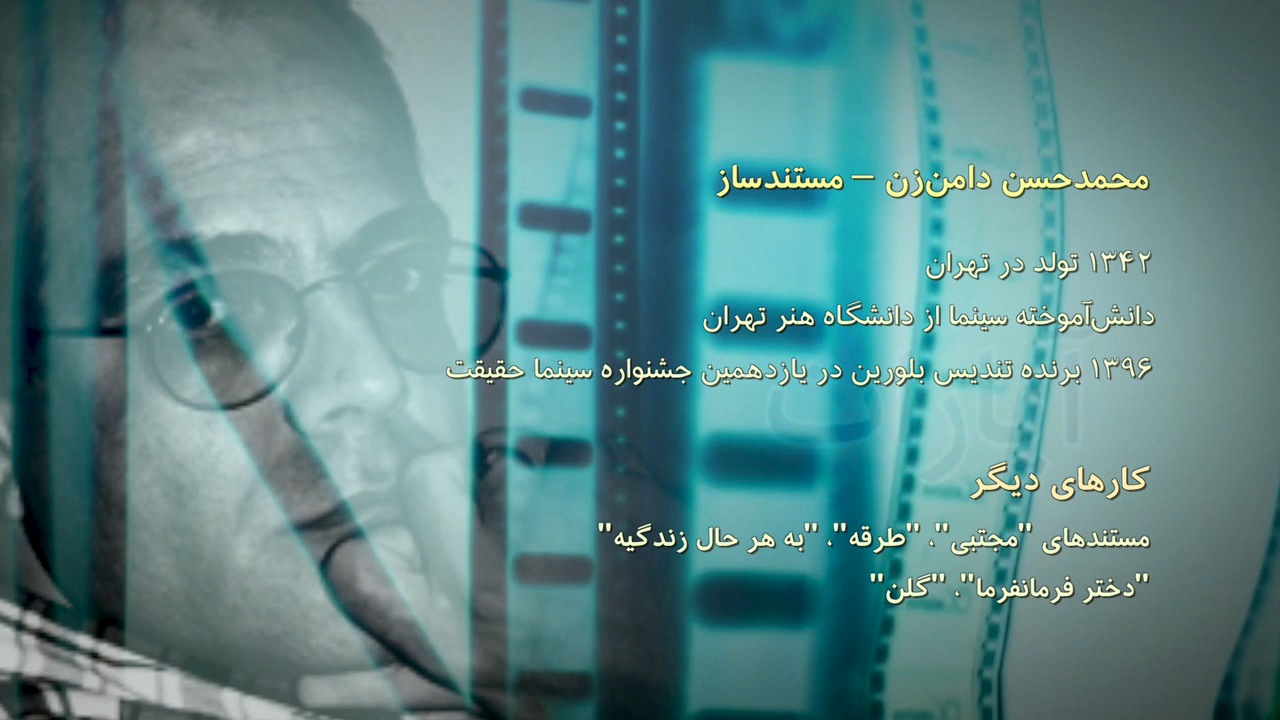 محمدحسن دامن‌زن – مستندساز
۱۳۴۲ تولد در تهران
دانش‌آموخته سینما از دانشگاه هنر تهران
۱۳۹۶ برنده تندیس بلورین در یازدهمین جشنواره سینما حقیقت
کارهای دیگر
مستندهای "مجتبی"، "طرقه"، "به هر حال زندگیه"
"دختر فرمانفرما"، "گلن"